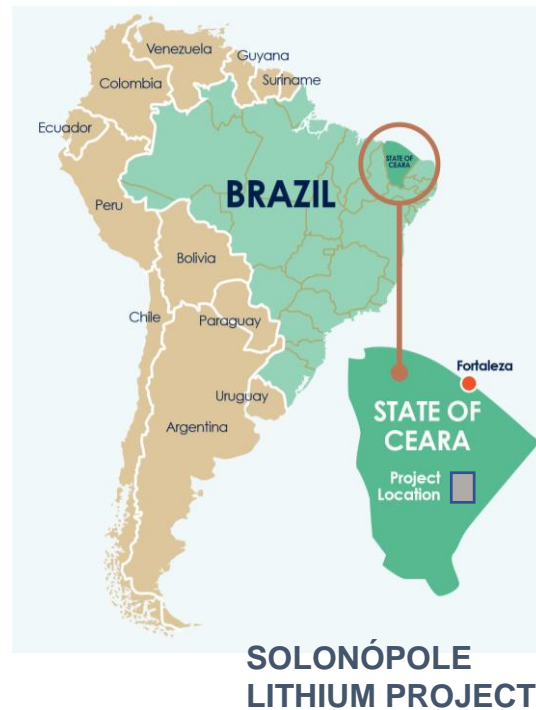 Venezuela
Guyana
Suriname
Colombia
Ecuador
STATE OF
CEARA
BRAZIL
Peru
Bolivia
Chile
Paraguay
Fortaleza
Uruguay
STATE OF
CEARA
Argentina
Project
Location
SOLONÓPOLE
LITHIUM PROJECT